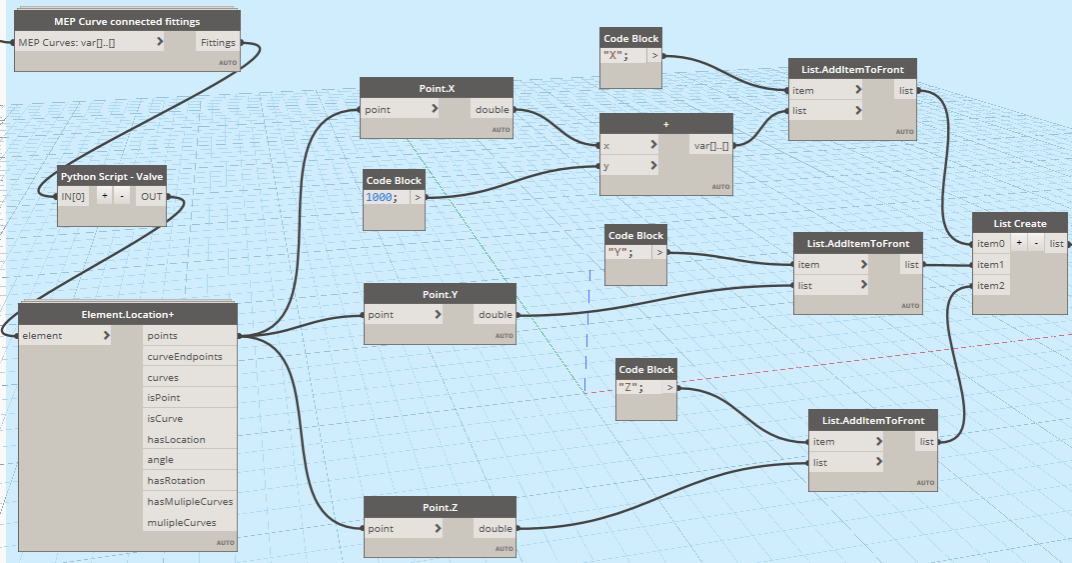 MEP Curve connected fittings
MEP Curves: var[]..[] > Fittings
AUTO
Python Script - Valve
IN[0] + - OUT
Element.Location+
element > points
curveEndpoints
curves
isPoint
isCurve
hasLocation
angle
hasRotation
hasMulipleCurves
mulipleCurves
AUTO
Point.X
point > double
AUTO
Code Block
1000; >
Point.Y
point > double
AUTO
Point.Z
point > double
AUTO
Code Block
"X"; >
+
x > var[]..[]
y >
AUTO
Code Block
"Y"; >
Code Block
"Z"; >
List.AddItemToFront
item > list
list >
AUTO
List.AddItemToFront
item > list
list >
AUTO
List.AddItemToFront
item > list
list >
AUTO
List Create
item0 + - list
item1
item2
AUTO